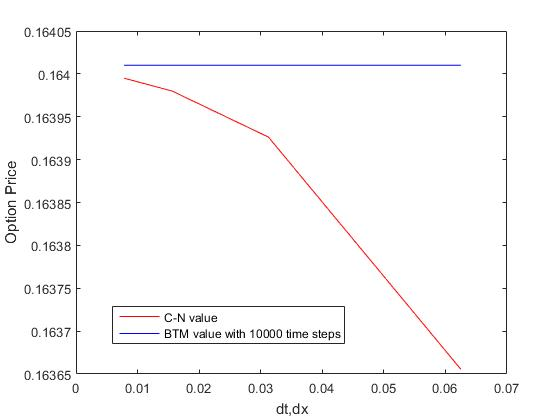 0.16405
0.164
0.16395
0.1639
0.16385
0.1638
0.16375
0.1637
0.16365
Option Price
C-N value
BTM value with 10000 time steps
0 0.01 0.02 0.03 0.04 0.05 0.06 0.07
dt,dx